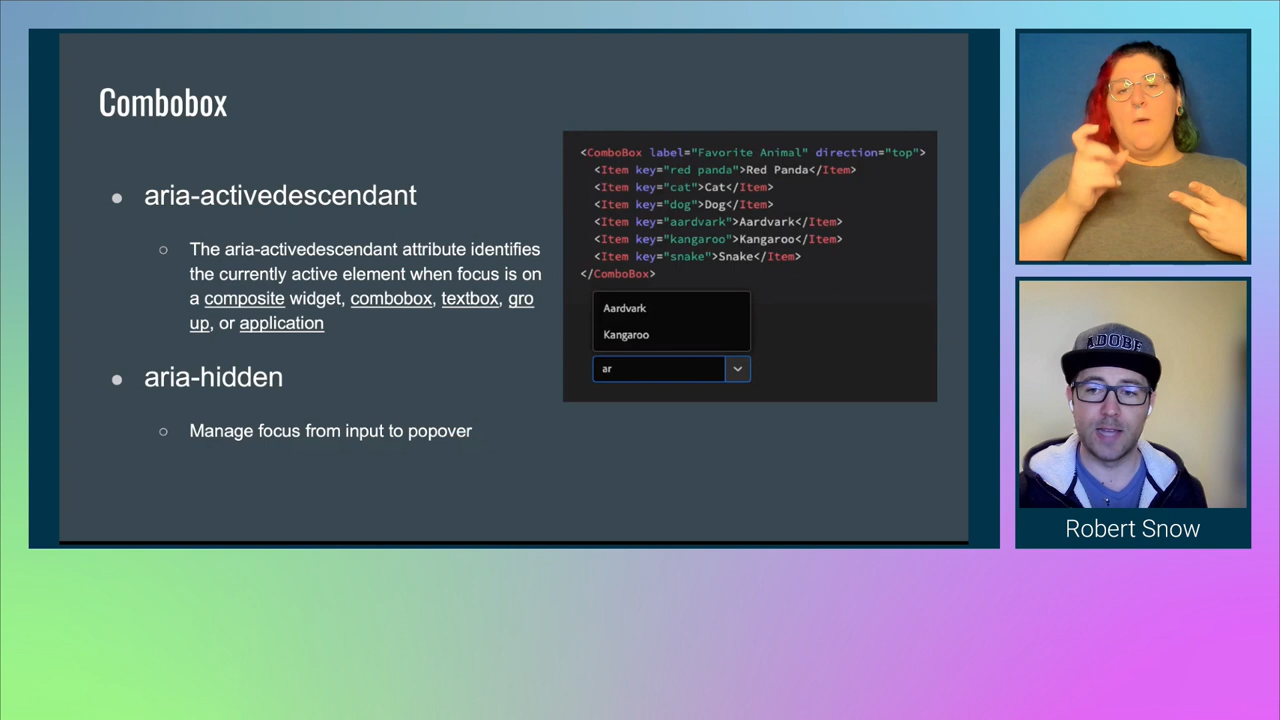 Combobox
aria-activedescendant
The aria-activedescendant attribute identifies
the currently active element when focus is on
a composite widget, combobox, textbox, gro
up, or application
aria-hidden
Manage focus from input to popover
<ComboBox label="Favorite Animal" direction="top">
<Item key="red panda">Red Panda</Item>
<Item key="cat">Cat</Item>
<Item key="dog">Dog</Item>
<Item key="aardvark">Aardvark</Item>
<Item key="kangaroo">Kangaroo</Item>
<Item key="snake">Snake</Item>
</ComboBox>
Aardvark
Kangaroo
ar
ADOBE
Robert Snow